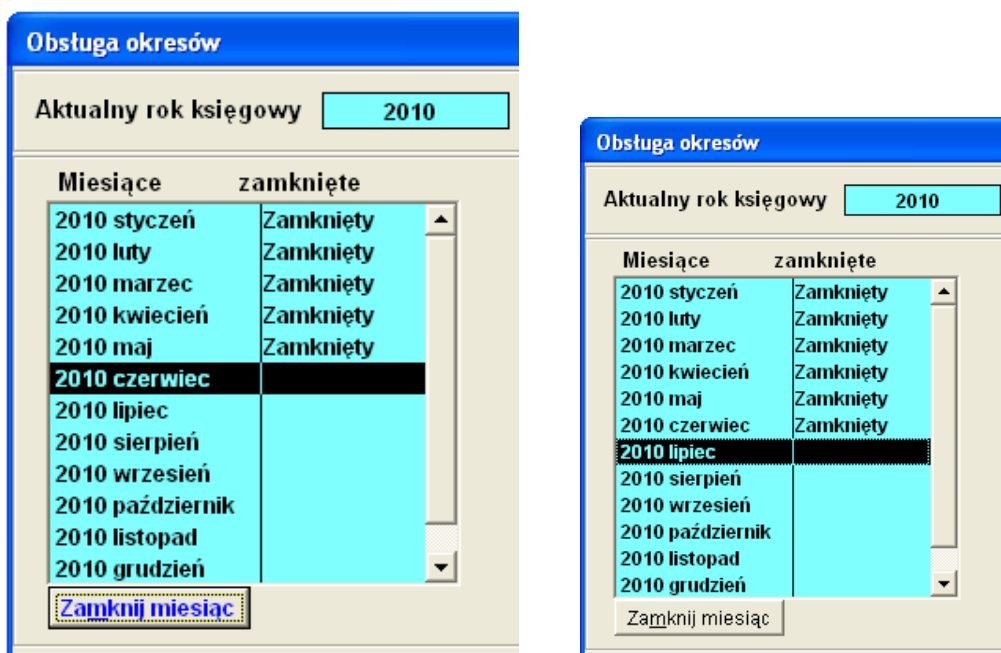 Obsługa okresów
Aktualny rok księgowy 2010
Miesiące zamknięte
2010 styczeń Zamknięty
2010 luty Zamknięty
2010 marzec Zamknięty
2010 kwiecień Zamknięty
2010 maj Zamknięty
2010 czerwiec
2010 lipiec
2010 sierpień
2010 wrzesień
2010 październik
2010 listopad
2010 grudzień
Zamknij miesiąc
Obsługa okresów
Aktualny rok księgowy 2010
Miesiące zamknięte
2010 styczeń Zamknięty
2010 luty Zamknięty
2010 marzec Zamknięty
2010 kwiecień Zamknięty
2010 maj Zamknięty
2010 czerwiec Zamknięty
2010 lipiec
2010 sierpień
2010 wrzesień
2010 październik
2010 listopad
2010 grudzień
Zamknij miesiąc